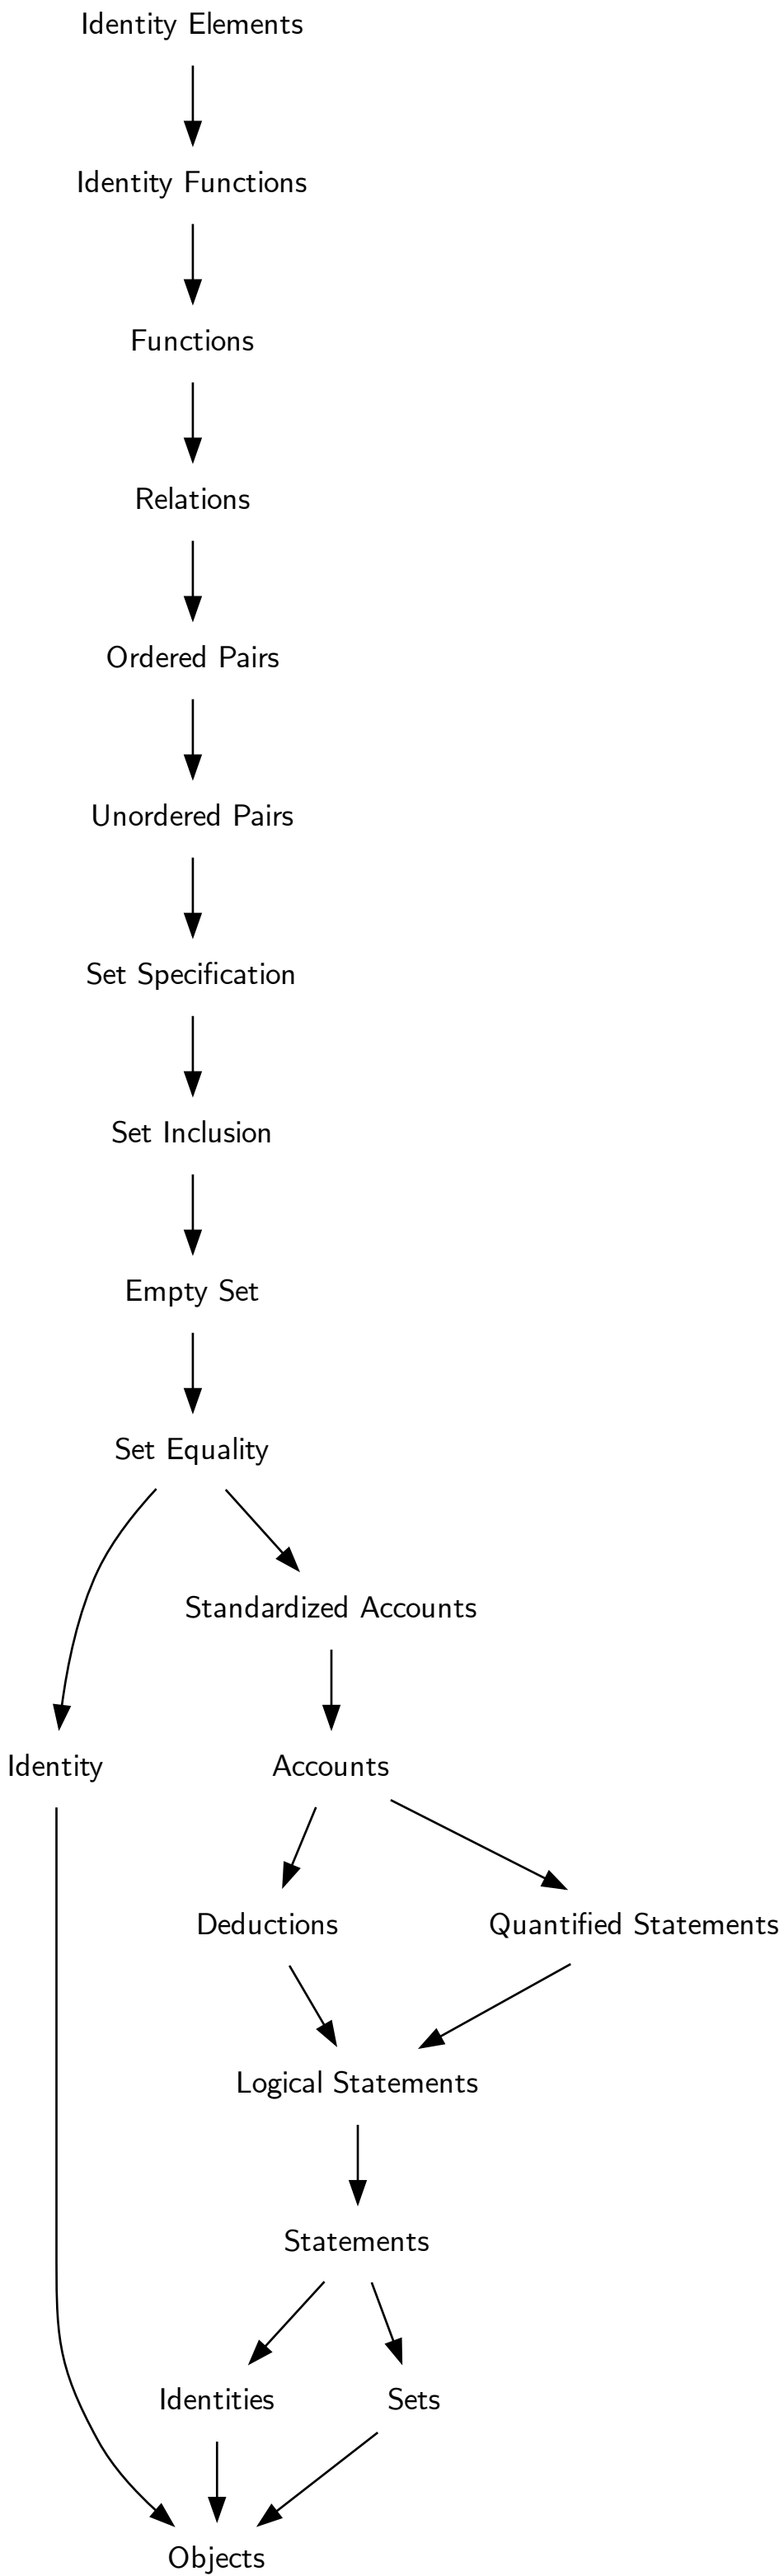 Identity Elements
Identity Functions
Functions
Relations
Ordered Pairs
Unordered Pairs
Set Specification
Set Inclusion
Empty Set
Set Equality
Standardized Accounts
Identity
Accounts
Deductions
Quantified Statements
Logical Statements
Statements
Identities
Sets
Objects